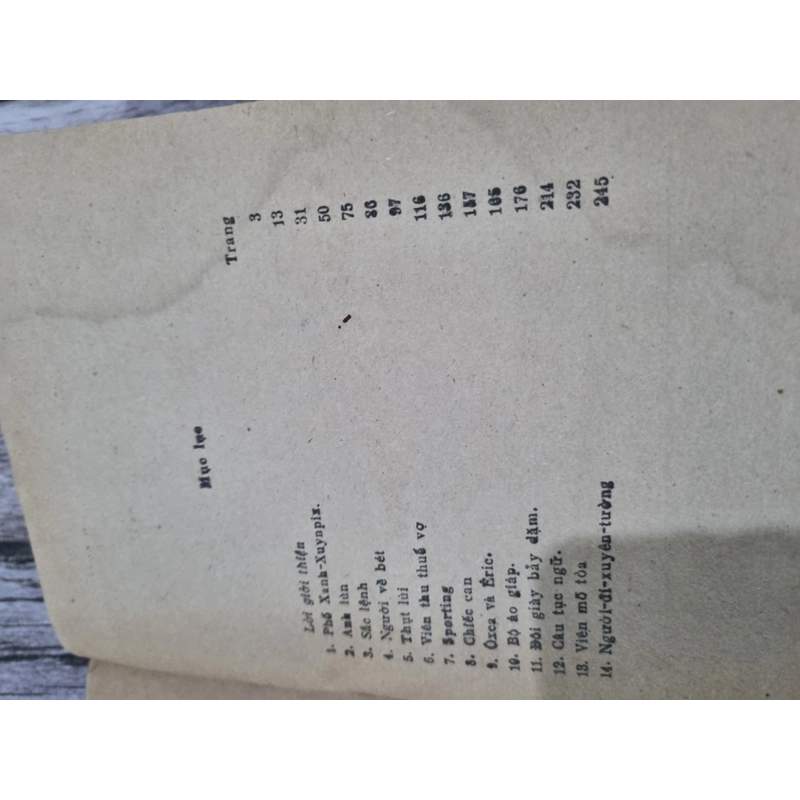 Mục lục
Trang
Lời giới thiệu 3
1. Phố Xanh-Xuynpix. 13
2. Anh lùn 31
3. Sắc lệnh 50
4. Người về bét 75
5. Thụt lùi 86
6. Viên thu thuế vợ 97
7. Sporting 116
8. Chiếc can 136
9. Ôxca và Êric. 157
10. Bộ áo giáp. 165
11. Đôi giày bảy dặm. 176
12. Câu tục ngữ. 214
13. Viên mõ tòa 232
14. Người-đi-xuyên-tường 245